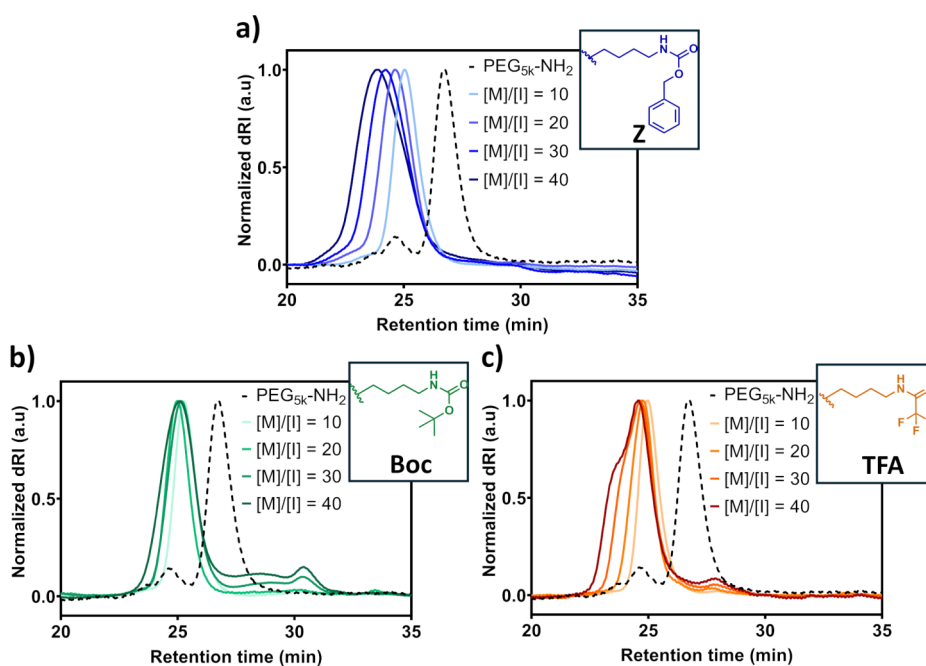 a)
Normalized dRI (a.u)
1.0
0.5
0.0
20
25
30
35
Retention time (min)
PEG5k-NH2
[M]/[I] = 10
[M]/[I] = 20
[M]/[I] = 30
[M]/[I] = 40
NH
O
O
Z
b)
Normalized dRI (a.u)
1.0
0.5
0.0
20
25
30
35
Retention time (min)
PEG5k-NH2
[M]/[I] = 10
[M]/[I] = 20
[M]/[I] = 30
[M]/[I] = 40
NH
O
O
Boc
c)
Normalized dRI (a.u)
1.0
0.5
0.0
20
25
30
35
Retention time (min)
PEG5k-NH2
[M]/[I] = 10
[M]/[I] = 20
[M]/[I] = 30
[M]/[I] = 40
H
N
F
F
TFA